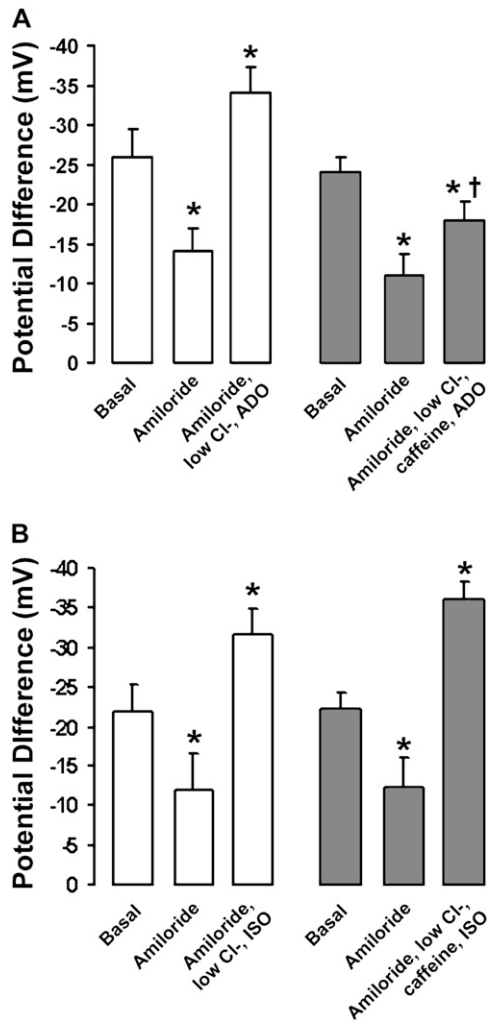 A
Potential DIfference (mV)
-40
-35
-30
-25
-20
-15
-10
-5
0
*
*
*
* †
Basal
Amiloride
Amiloride,
low Cl-, ADO
Basal
Amiloride
Amiloride, low Cl-,
caffeine, ADO
B
Potential DIfference (mV)
-40
-35
-30
-25
-20
-15
-10
-5
0
*
*
*
*
Basal
Amiloride
Amiloride,
low Cl-, ISO
Basal
Amiloride
Amiloride, low Cl-,
caffeine, ISO